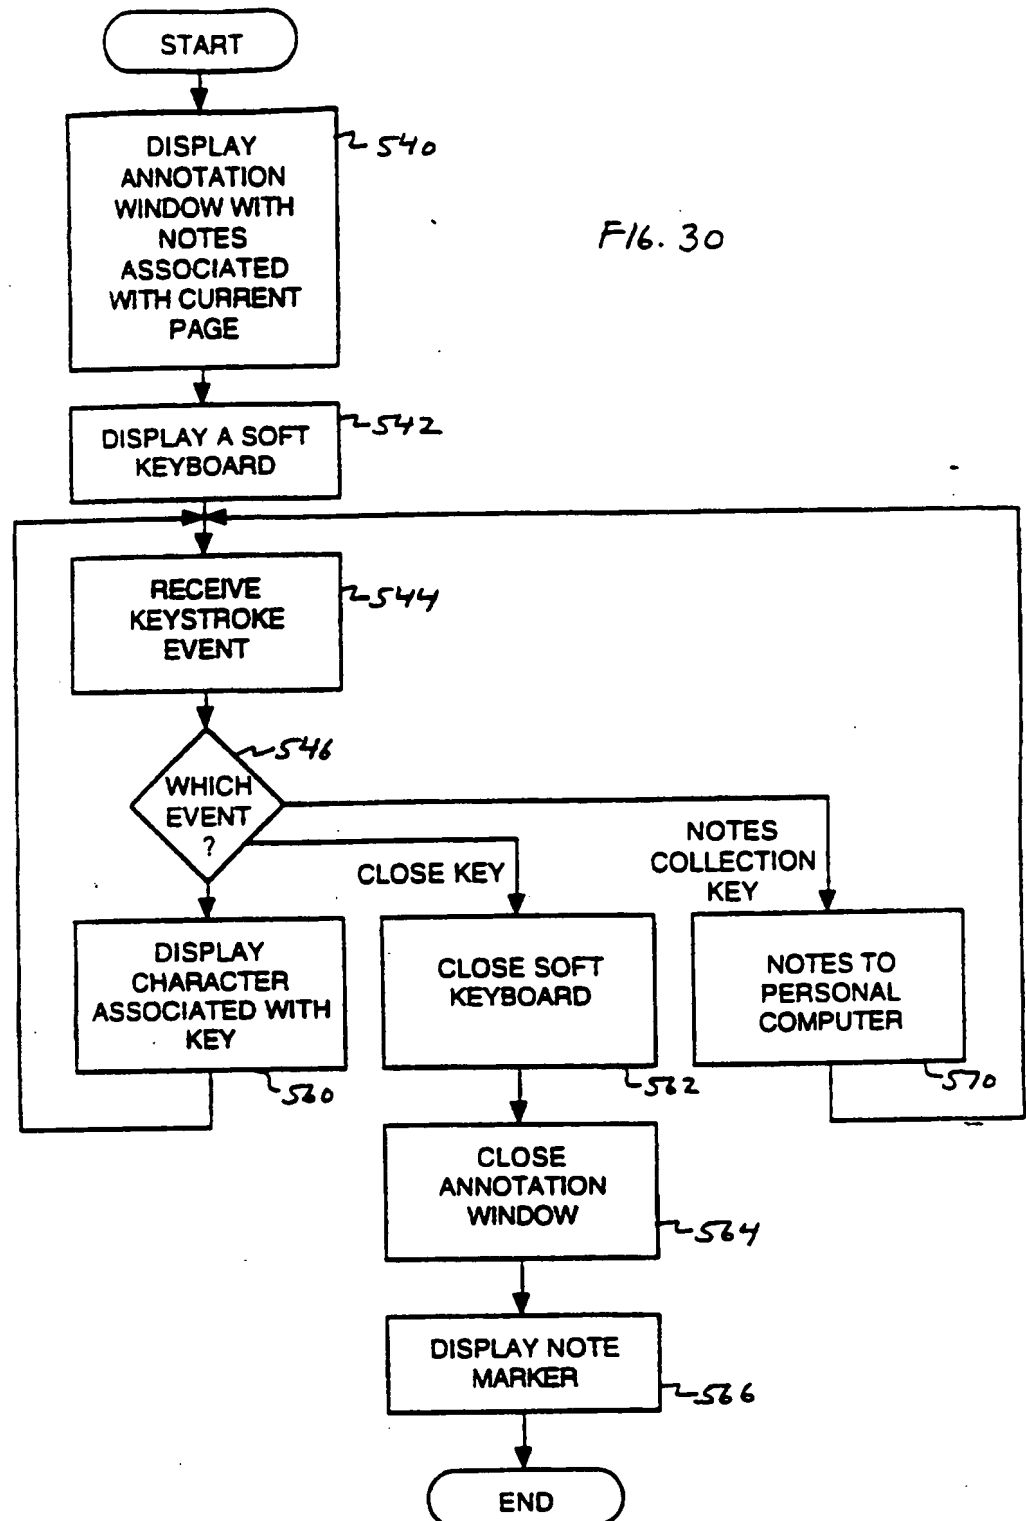 START
DISPLAY
ANNOTATION
WINDOW WITH
NOTES
ASSOCIATED
WITH CURRENT
PAGE
540
FIG. 30
DISPLAY A SOFT
KEYBOARD
542
RECEIVE
KEYSTROKE
EVENT
544
WHICH
EVENT
?
546
CLOSE KEY
NOTES
COLLECTION
KEY
DISPLAY
CHARACTER
ASSOCIATED WITH
KEY
560
CLOSE SOFT
KEYBOARD
562
NOTES TO
PERSONAL
COMPUTER
570
CLOSE
ANNOTATION
WINDOW
564
DISPLAY NOTE
MARKER
566
END